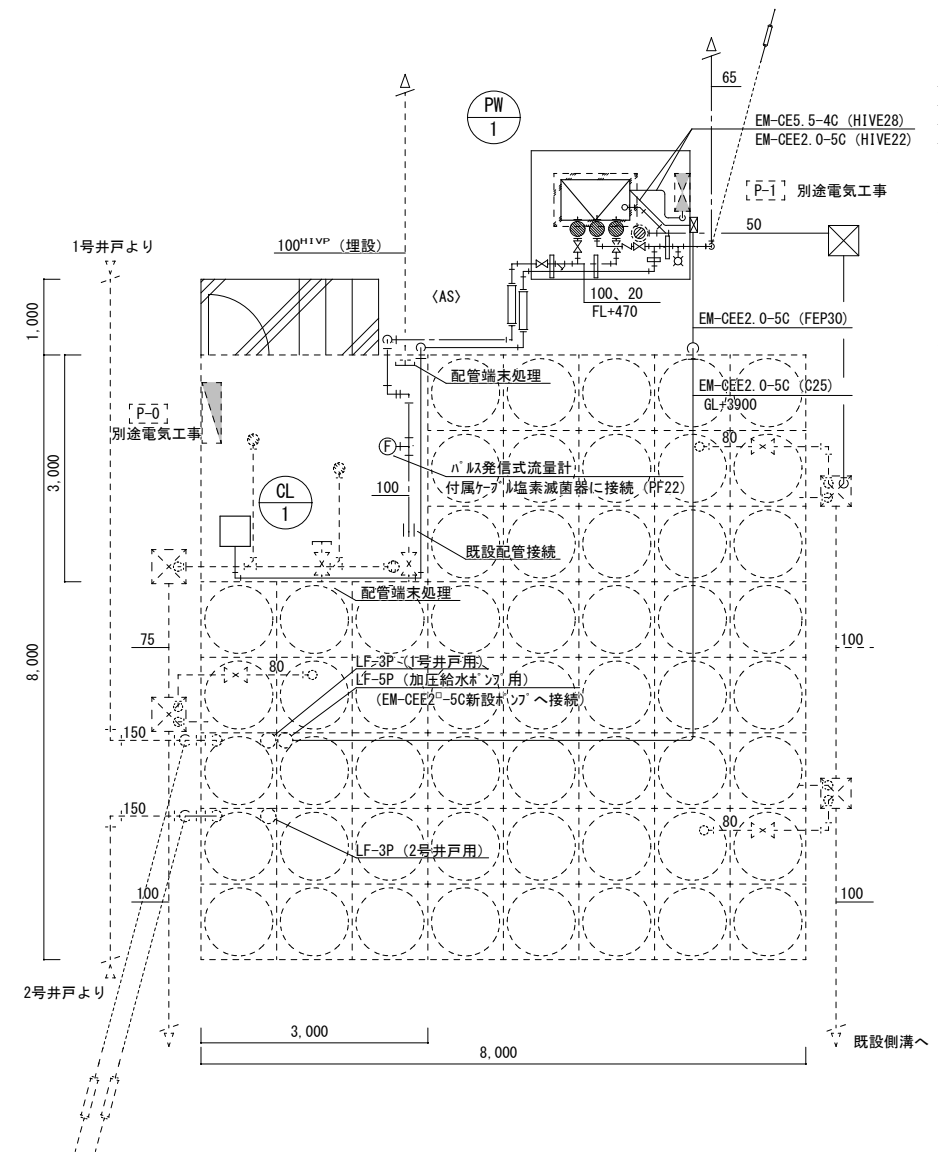 65
PW
1
EM-CE5.5-4C (HIVE28)
EM-CEE2.0-5C (HIVE22)
P-1 別途電気工事
50
1号井戸より
100HIVP (埋設)
〈AS〉
100、20
FL+470
1,000
EM-CEE2.0-5C (FEP30)
配管端末処理
EM-CEE2.0-5C (C25)
GL+3900
P-0
別途電気工事
80
3,000
F
パルス発信式流量計
付属ケーブル塩素滅菌器に接続 (PF22)
CL
1
100
既設配管接続
配管端末処理
75
100
8,000
LF-3P (1号井戸用)
80
LF-5P (加圧給水ポンプ用)
(EM-CEE2□-5C新設ポンプへ接続)
150
150
80
LF-3P (2号井戸用)
100
100
2号井戸より
3,000
8,000
既設側溝へ